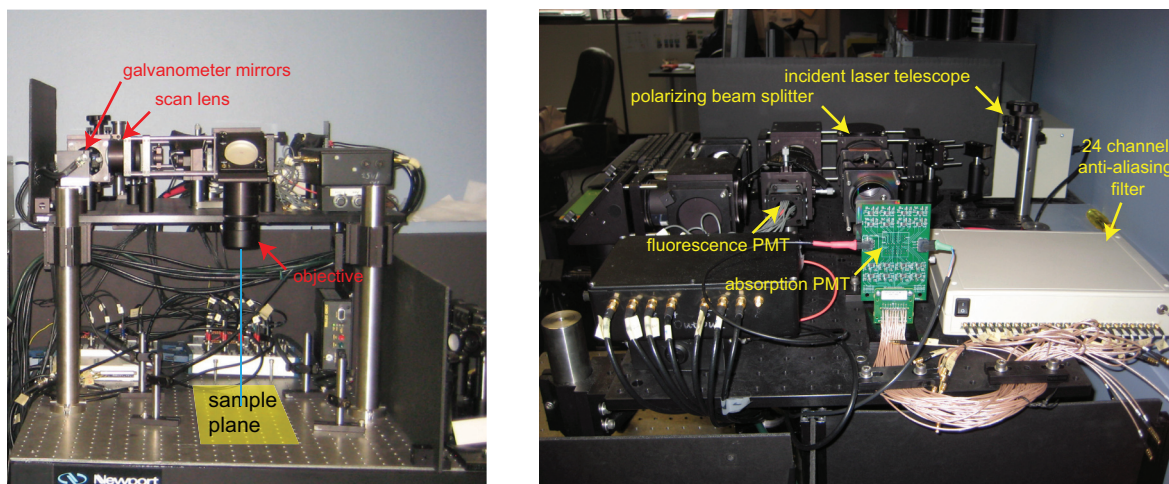 galvanometer mirrors
scan lens
objective
sample
plane
Newport
incident laser telescope
polarizing beam splitter
24 channel
anti-aliasing
filter
fluorescence PMT
absorption PMT
Output